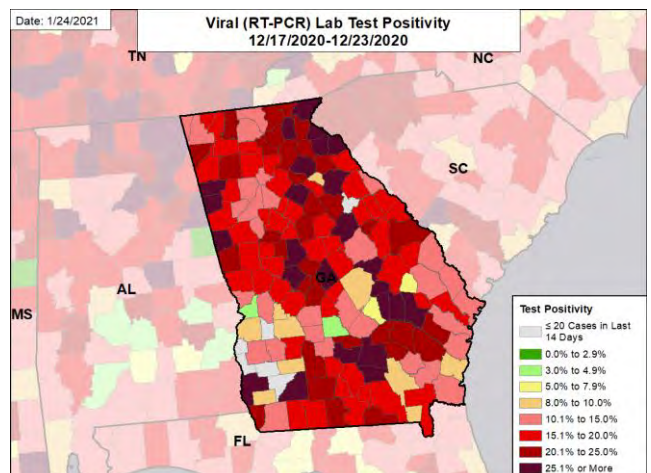 Date: 1/24/2021
Viral (RT-PCR) Lab Test Positivity
12/17/2020-12/23/2020
TN
NC
SC
GA
AL
MS
FL
Test Positivity
≤ 20 Cases in Last
14 Days
0.0% to 2.9%
3.0% to 4.9%
5.0% to 7.9%
8.0% to 10.0%
10.1% to 15.0%
15.1% to 20.0%
20.1% to 25.0%
25.1% or More